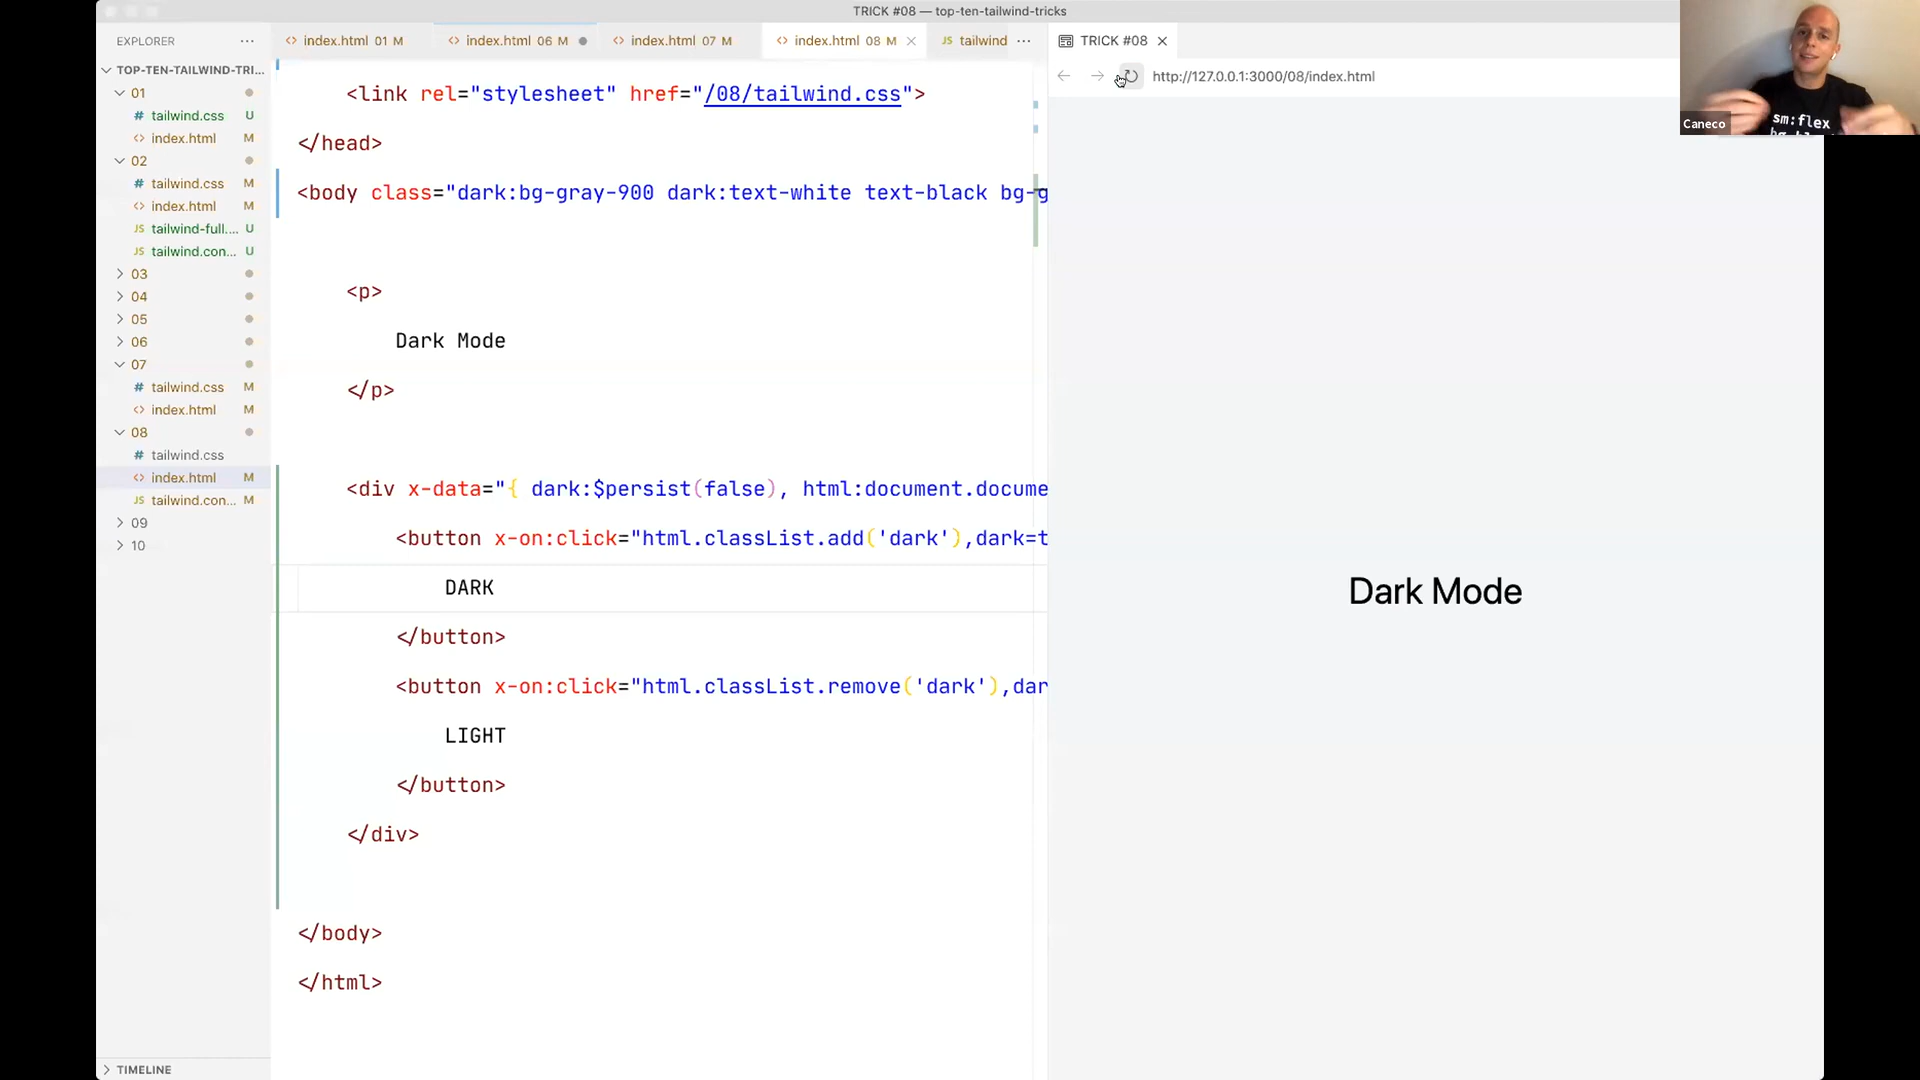 TRICK #08 — top-ten-tailwind-tricks
EXPLORER ···
TOP-TEN-TAILWIND-TRI...
01
tailwind.css U
index.html M
02
tailwind.css M
index.html M
tailwind-full.... U
tailwind.con... U
03
04
05
06
07
tailwind.css M
index.html M
08
tailwind.css
index.html M
tailwind.con... M
09
10
TIMELINE
index.html 01 M
index.html 06 M
index.html 07 M
index.html 08 M
JS tailwind ···
<link rel="stylesheet" href="/08/tailwind.css">
</head>
<body class="dark:bg-gray-900 dark:text-white text-black bg-g
<p>
Dark Mode
</p>
<div x-data="{ dark:$persist(false), html:document.docume
<button x-on:click="html.classList.add('dark'),dark=t
DARK
</button>
<button x-on:click="html.classList.remove('dark'),dar
LIGHT
</button>
</div>
</body>
</html>
TRICK #08
http://127.0.0.1:3000/08/index.html
Dark Mode
sm:flex
Caneco